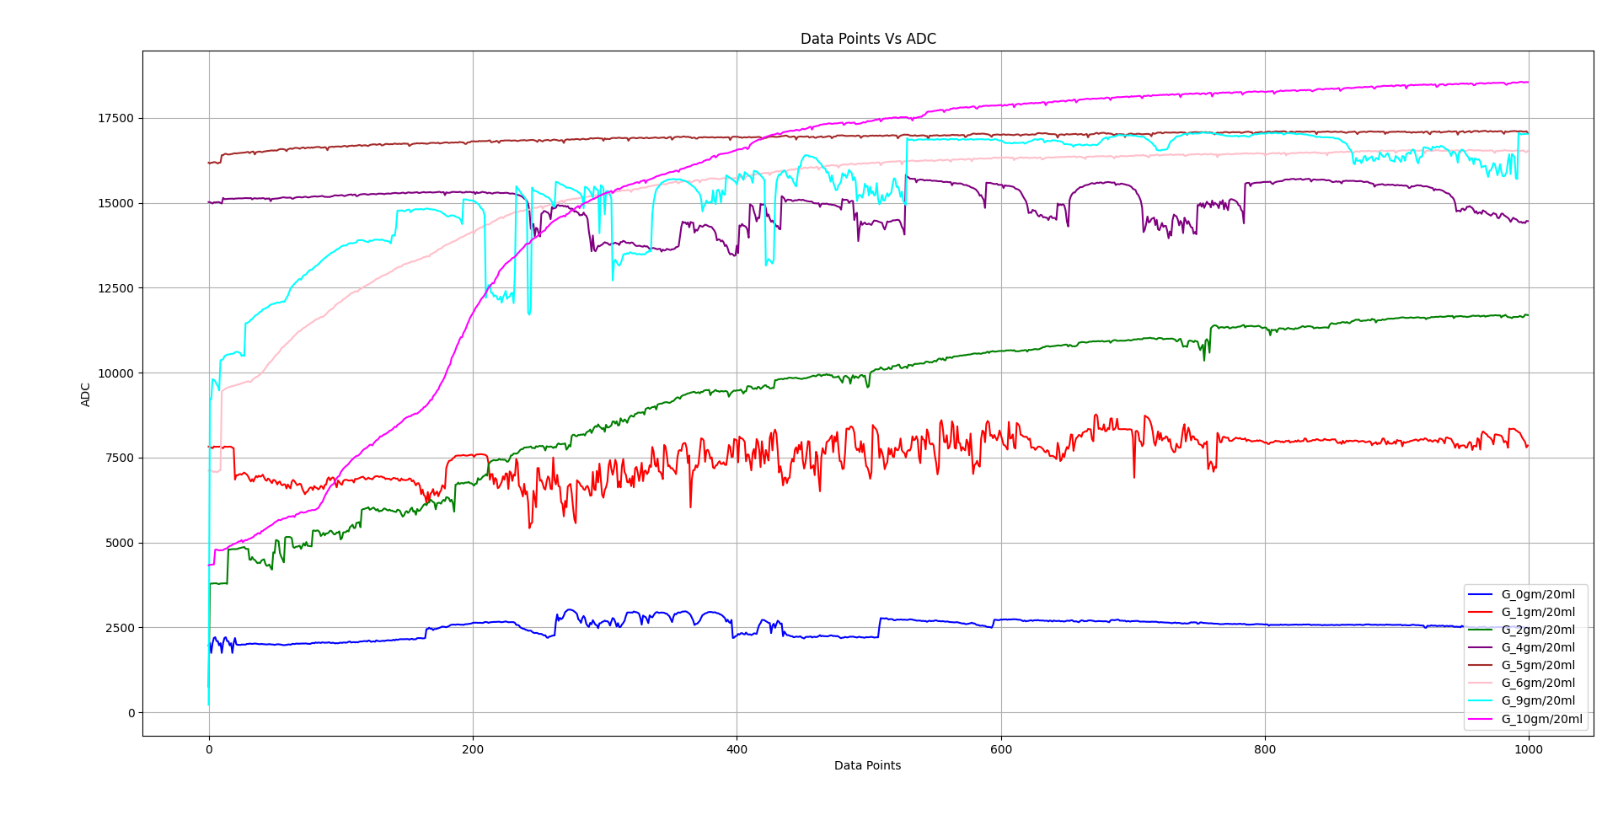 Data Points Vs ADC
ADC
17500
15000
12500
10000
7500
5000
2500
0
0 200 400 600 800 1000
Data Points
G_0gm/20ml
G_1gm/20ml
G_2gm/20ml
G_4gm/20ml
G_5gm/20ml
G_6gm/20ml
G_9gm/20ml
G_10gm/20ml